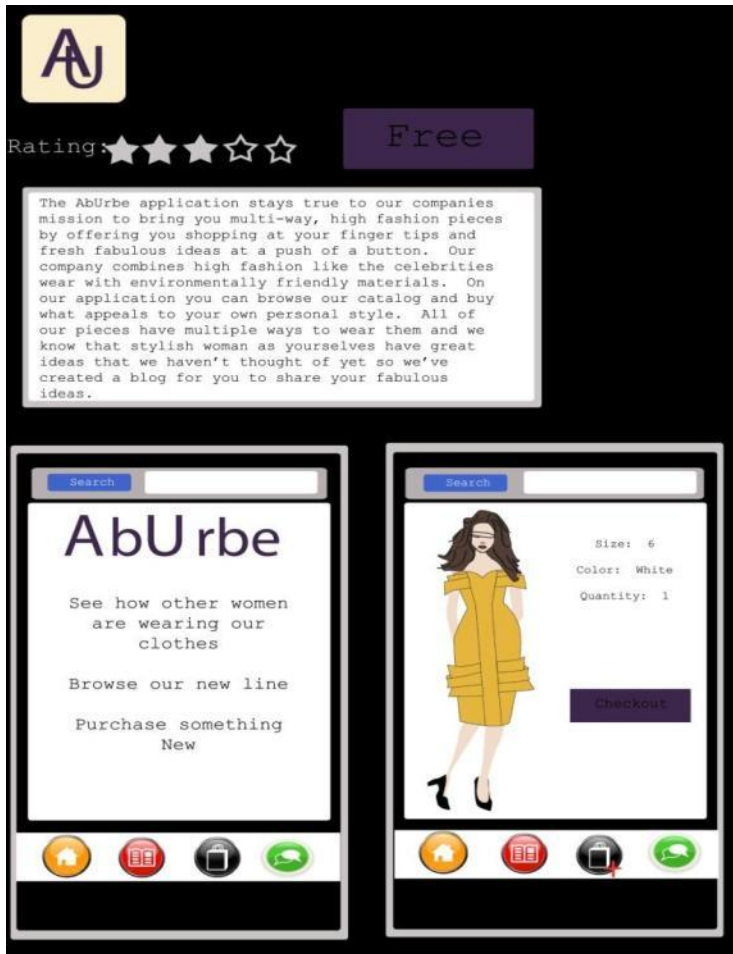 AU
Rating:
Free
The AbUrbe application stays true to our companies
mission to bring you multi-way, high fashion pieces
by offering you shopping at your finger tips and
fresh fabulous ideas at a push of a button. Our
company combines high fashion like the celebrities
wear with environmentally friendly materials. On
our application you can browse our catalog and buy
what appeals to your own personal style. All of
our pieces have multiple ways to wear them and we
know that stylish woman as yourselves have great
ideas that we haven't thought of yet so we've
created a blog for you to share your fabulous
ideas.
Search
AbUrbe
See how other women
are wearing our
clothes
Browse our new line
Purchase something
New
Search
Size: 6
Color: White
Quantity: 1
Checkout